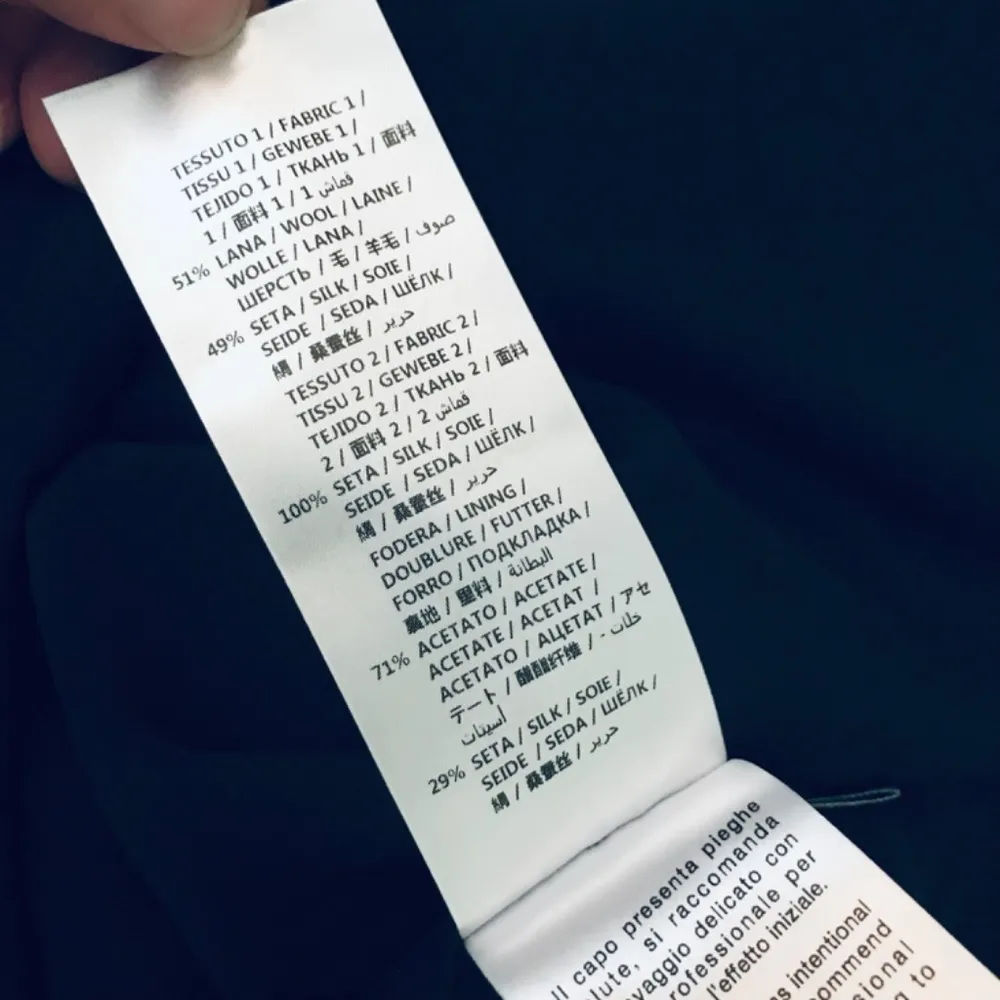 TESSUTO 1 / FABRIC 1 /
TISSU 1 / GEWEBE 1 /
TEJIDO 1 / ТКАНЬ 1 / 面料
1 / 面料 1 / 1 قماش
51% LANA / WOOL / LAINE /
WOLLE / LANA /
ШЕРСТЬ / 毛 / 羊毛 / صوف
49% SETA / SILK / SOIE /
SEIDE / SEDA / ШЁЛК /
絹 / 桑蚕丝 / حرير
TESSUTO 2 / FABRIC 2 /
TISSU 2 / GEWEBE 2 /
TEJIDO 2 / ТКАНЬ 2 / 面料
2 / 面料 2 / 2 قماش
100% SETA / SILK / SOIE /
SEIDE / SEDA / ШЁЛК /
絹 / 桑蚕丝 / حرير
FODERA / LINING /
DOUBLURE / FUTTER /
FORRO / ПОДКЛАДКА /
裏地 / 里料 / البطانة
71% ACETATO / ACETATE /
ACETATE / ACETAT /
ACETATO / АЦЕТАТ / アセ
テート / 醋酯纤维 / - خلات
أسيتات
29% SETA / SILK / SOIE /
SEIDE / SEDA / ШЁЛК /
絹 / 桑蚕丝 / حرير
Il capo presenta pieghe
si raccomanda
delicato con
per
l'effetto iniziale.
intentional
to